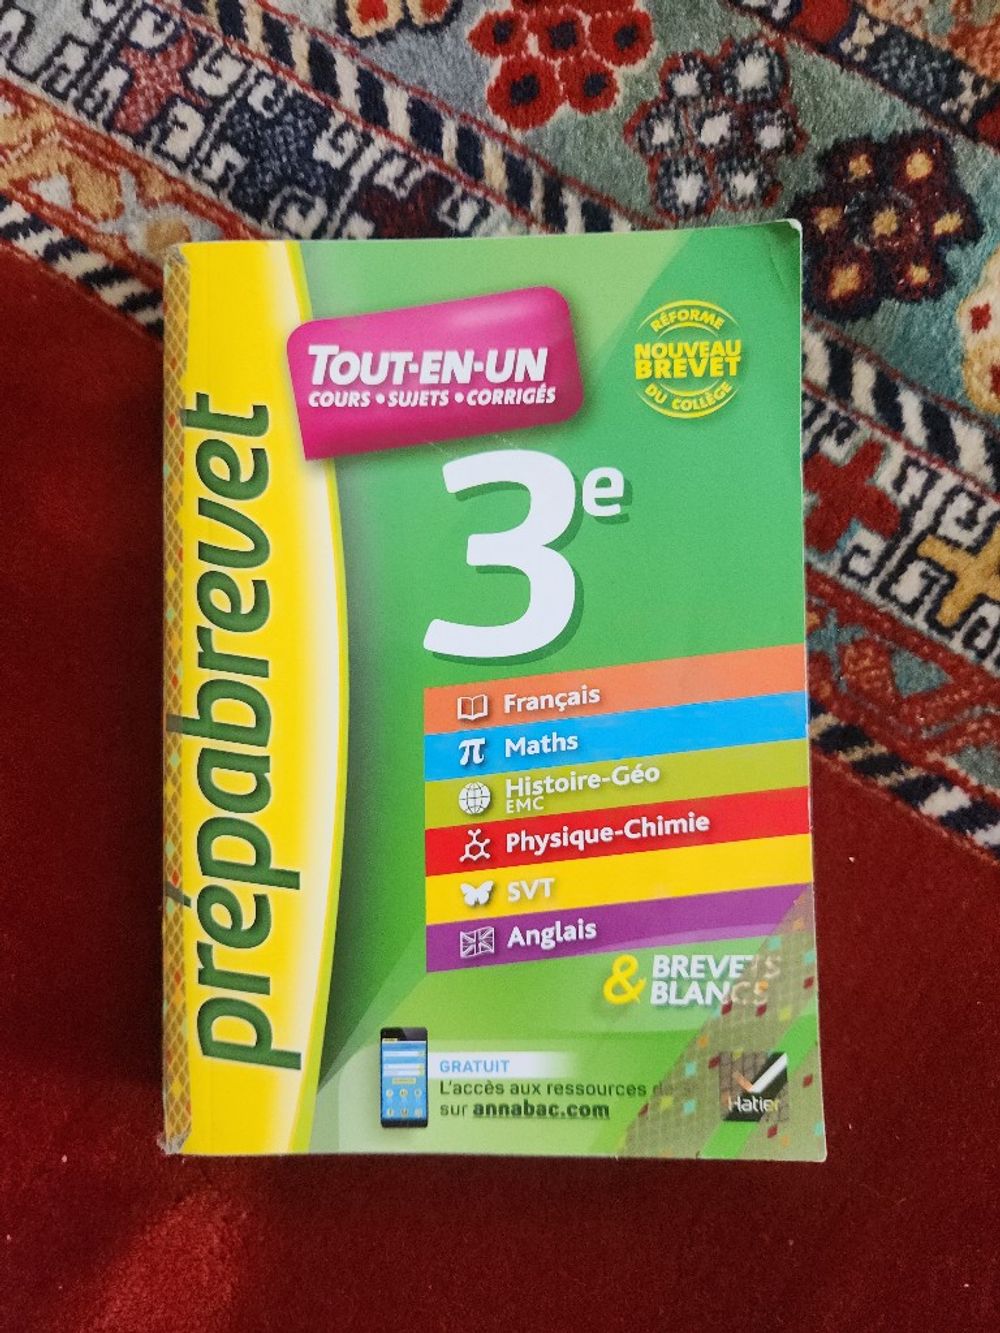 prépabrevet
TOUT-EN-UN
COURS • SUJETS • CORRIGÉS
RÉFORME
NOUVEAU
BREVET
DU COLLÈGE
3e
Français
π Maths
Histoire-Géo
EMC
Physique-Chimie
SVT
Anglais
& BREVETS
BLANCS
GRATUIT
L'accès aux ressources
sur annabac.com
Hatier